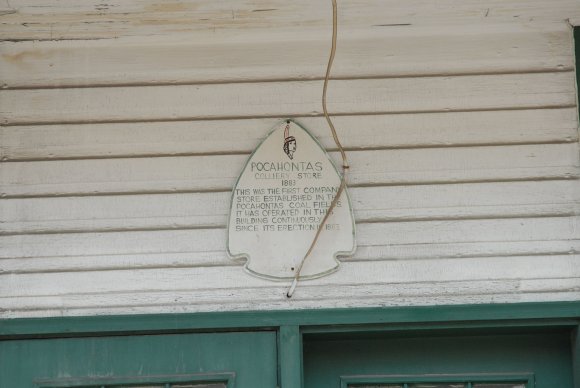 POCAHONTAS
COLLIERY STORE
1883
THIS WAS THE FIRST COMPANY
STORE ESTABLISHED IN THE
POCAHONTAS COAL FIELDS
IT HAS OPERATED IN THIS
BUILDING CONTINUOUSLY
SINCE ITS ERECTION IN 1883